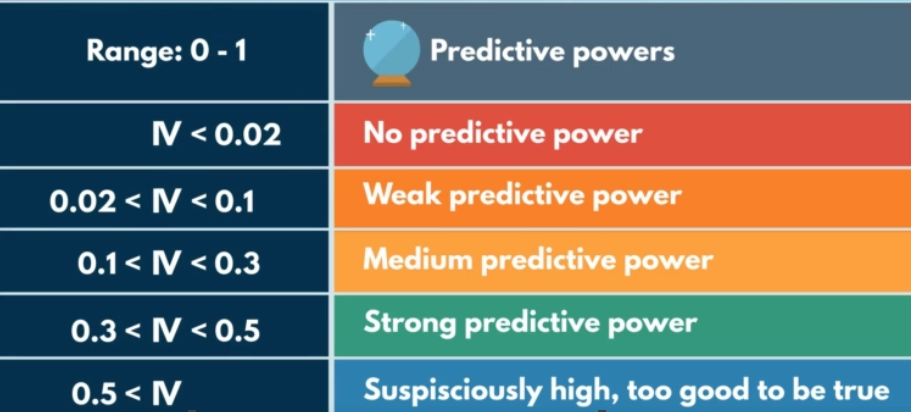 Range: 0 - 1 Predictive powers
IV < 0.02 No predictive power
0.02 < IV < 0.1 Weak predictive power
0.1 < IV < 0.3 Medium predictive power
0.3 < IV < 0.5 Strong predictive power
0.5 < IV Suspisciously high, too good to be true